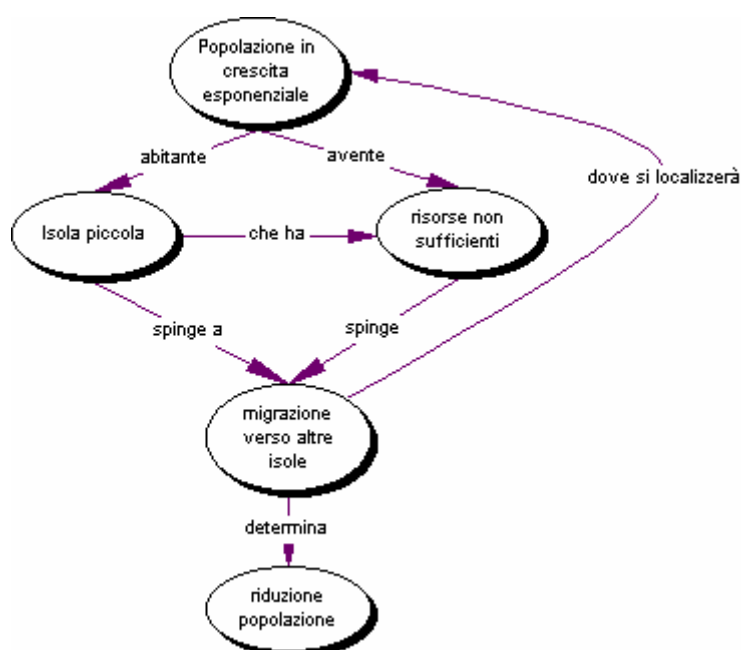 Popolazione in
crescita
esponenziale
abitante
avente
dove si localizzerà
Isola piccola
che ha
risorse non
sufficienti
spinge a
spinge
migrazione
verso altre
isole
determina
riduzione
popolazione